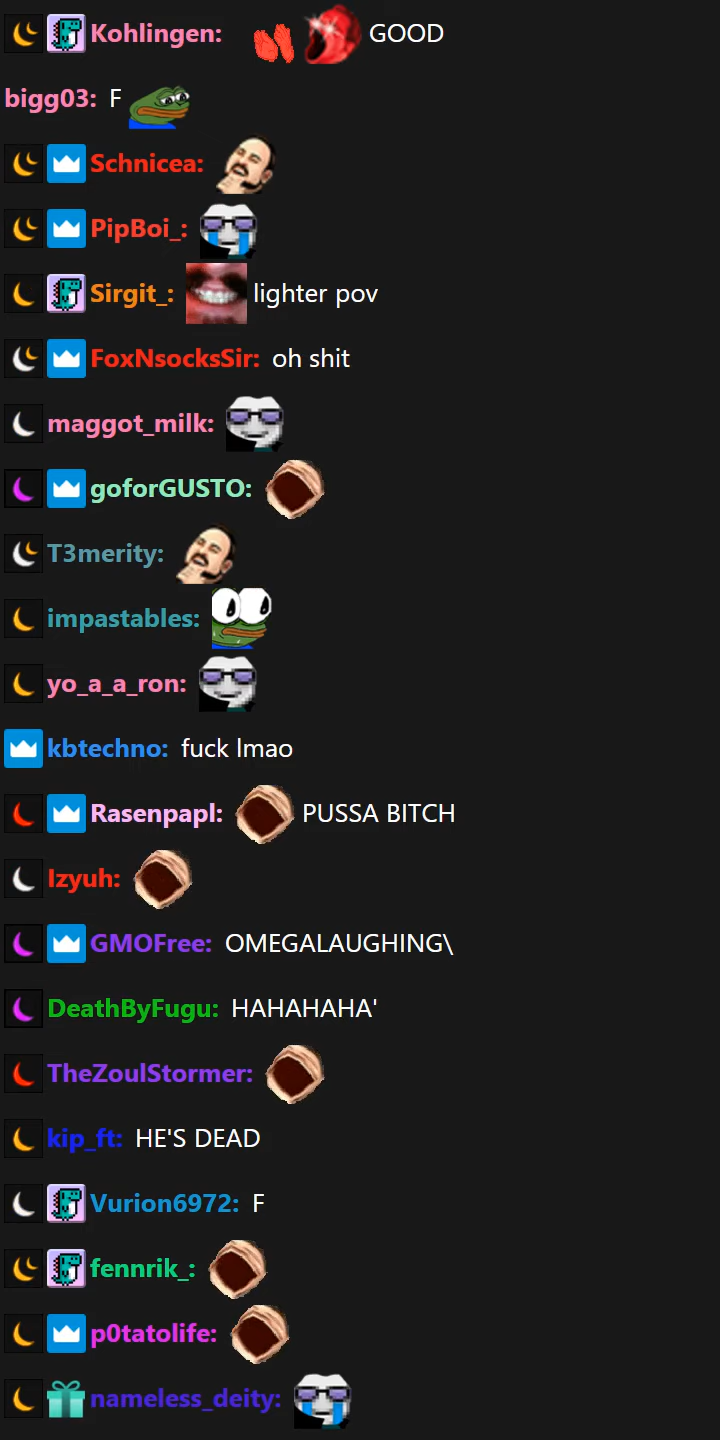 Kohlingen: GOOD
bigg03: F
Schnicea:
PipBoi_:
Sirgit_: lighter pov
FoxNsocksSir: oh shit
maggot_milk:
goforGUSTO:
T3merity:
impastables:
yo_a_a_ron:
kbtechno: fuck lmao
Rasenpapl: PUSSA BITCH
Izyuh:
GMOFree: OMEGALAUGHING\
DeathByFugu: HAHAHAHA'
TheZoulStormer:
kip_ft: HE'S DEAD
Vurion6972: F
fennrik_:
p0tatolife:
nameless_deity: